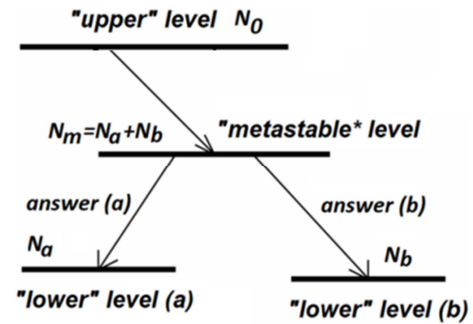 "upper" level N0
Nm=Na+Nb
"metastable* level
answer (a)
answer (b)
Na
Nb
"lower" level (a)
"lower" level (b)